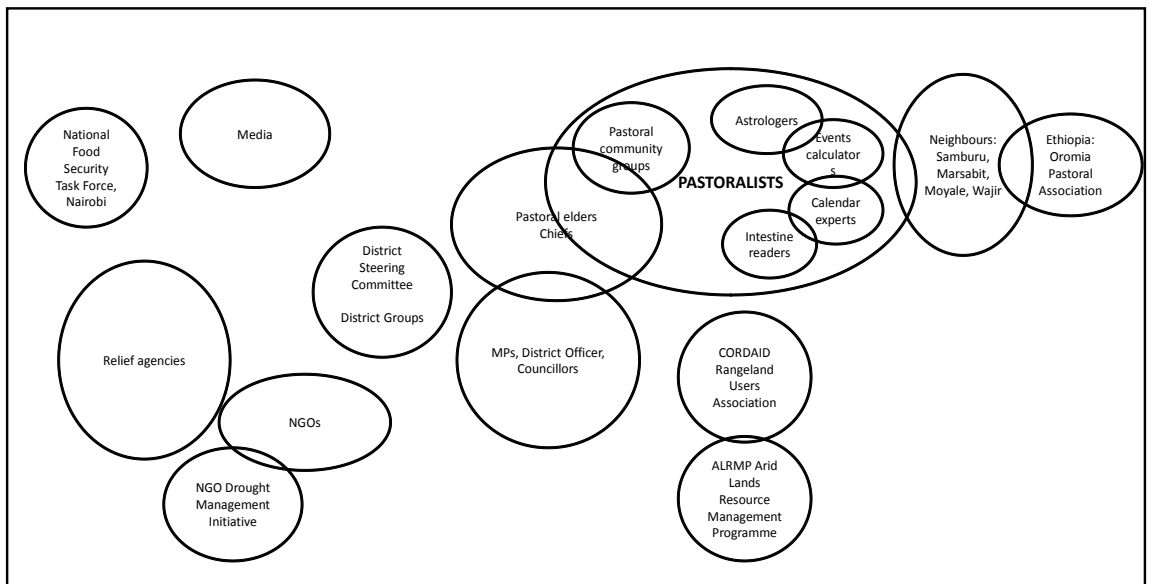 National
Food
Security
Task Force,
Nairobi
Media
Pastoral
community
groups
Astrologers
Events
calculator
s
PASTORALISTS
Calendar
experts
Intestine
readers
Neighbours:
Samburu,
Marsabit,
Moyale, Wajir
Ethiopia:
Oromia
Pastoral
Association
Pastoral elders
Chiefs
District
Steering
Committee
District Groups
Relief agencies
MPs, District Officer,
Councillors
CORDAID
Rangeland
Users
Association
NGOs
NGO Drought
Management
Initiative
ALRMP Arid
Lands
Resource
Management
Programme